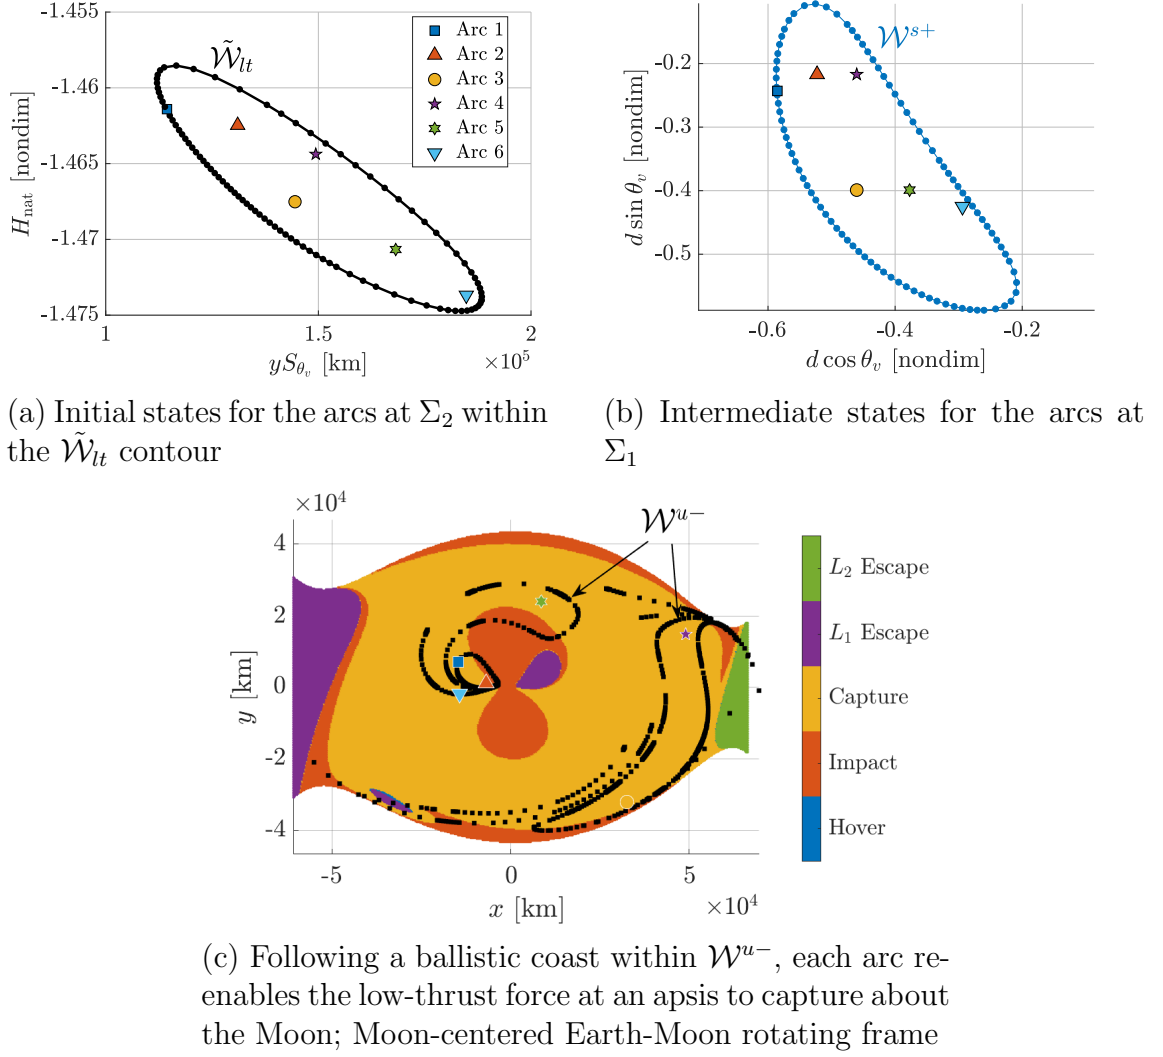 -1.455
-1.46
-1.465
-1.47
-1.475
H_nat [nondim]
W̃_lt
Arc 1
Arc 2
Arc 3
Arc 4
Arc 5
Arc 6
1
1.5
2
×10^5
yS_θ_v [km]
-0.2
-0.3
-0.4
-0.5
d sin θ_v [nondim]
W^s+
-0.6
-0.4
-0.2
d cos θ_v [nondim]
(a) Initial states for the arcs at Σ_2 within
the W̃_lt contour
(b) Intermediate states for the arcs at
Σ_1
×10^4
W^u−
4
2
0
-2
-4
y [km]
-5
0
5
×10^4
x [km]
L_2 Escape
L_1 Escape
Capture
Impact
Hover
(c) Following a ballistic coast within W^u−, each arc re-
enables the low-thrust force at an apsis to capture about
the Moon; Moon-centered Earth-Moon rotating frame